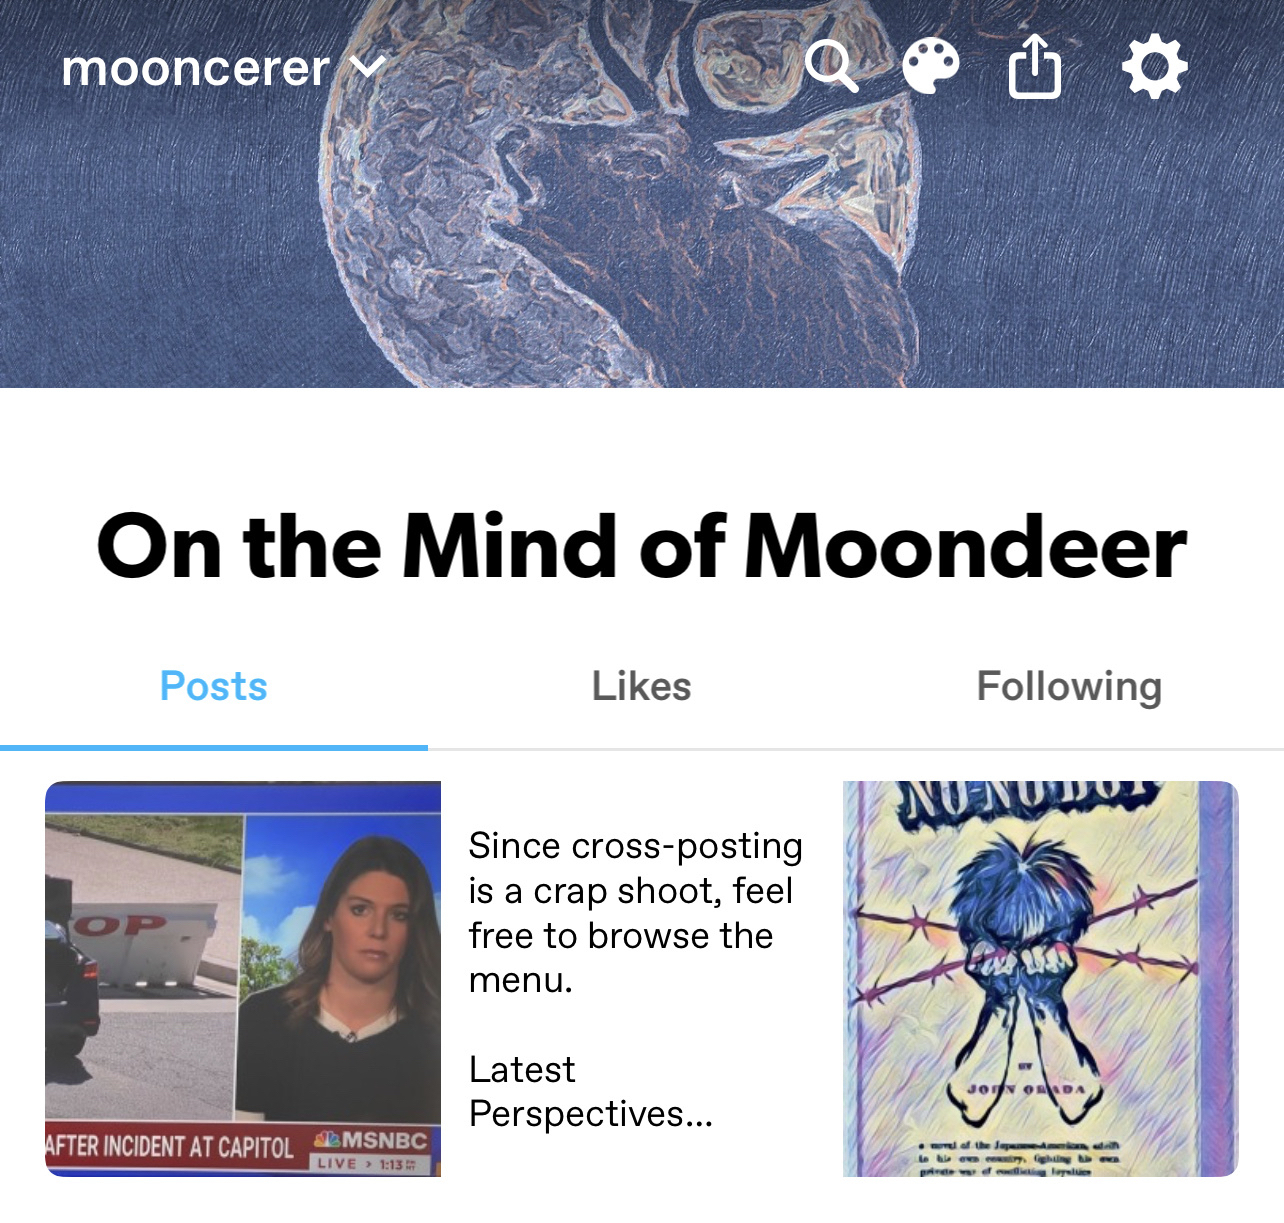 mooncerer
On the Mind of Moondeer
Posts
Likes
Following
OP
AFTER INCIDENT AT CAPITOL
MSNBC
LIVE > 1:13 PM
Since cross-posting
is a crap shoot, feel
free to browse the
menu.
Latest
Perspectives...
NO-NO BOY
BY
JOHN OKADA
a novel of the Japanese-American, adrift
in his own country, fighting his own
private war of conflicting loyalties